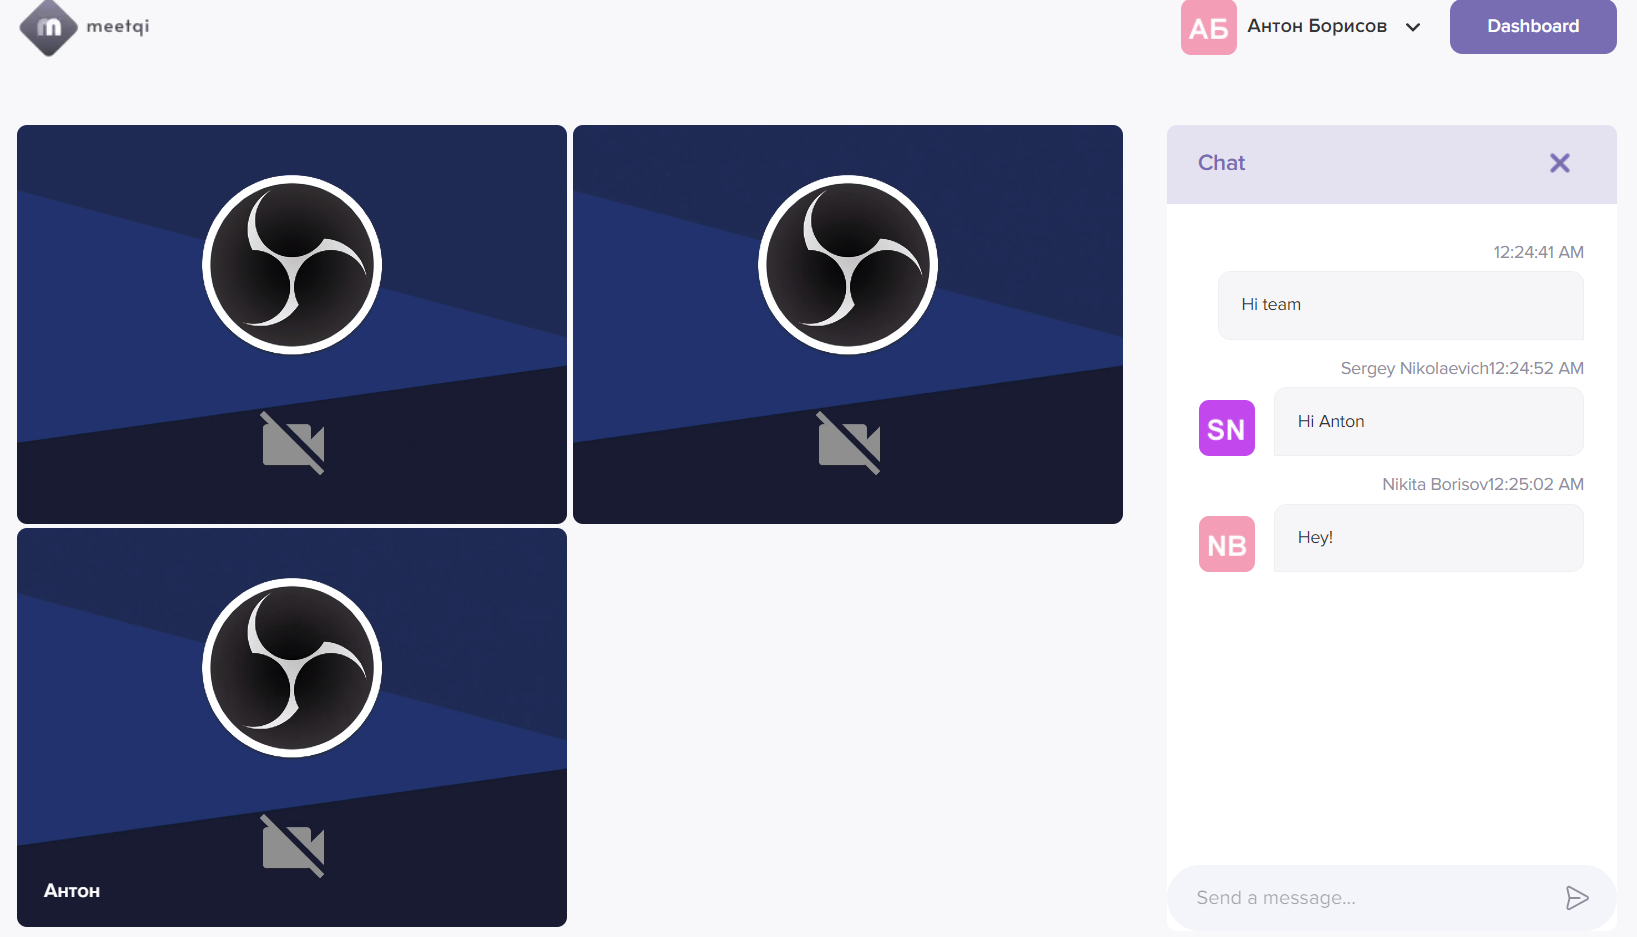 meetqi
АБ
Антон Борисов
Dashboard
Антон
Chat
12:24:41 AM
Hi team
Sergey Nikolaevich12:24:52 AM
SN
Hi Anton
Nikita Borisov12:25:02 AM
NB
Hey!
Send a message...